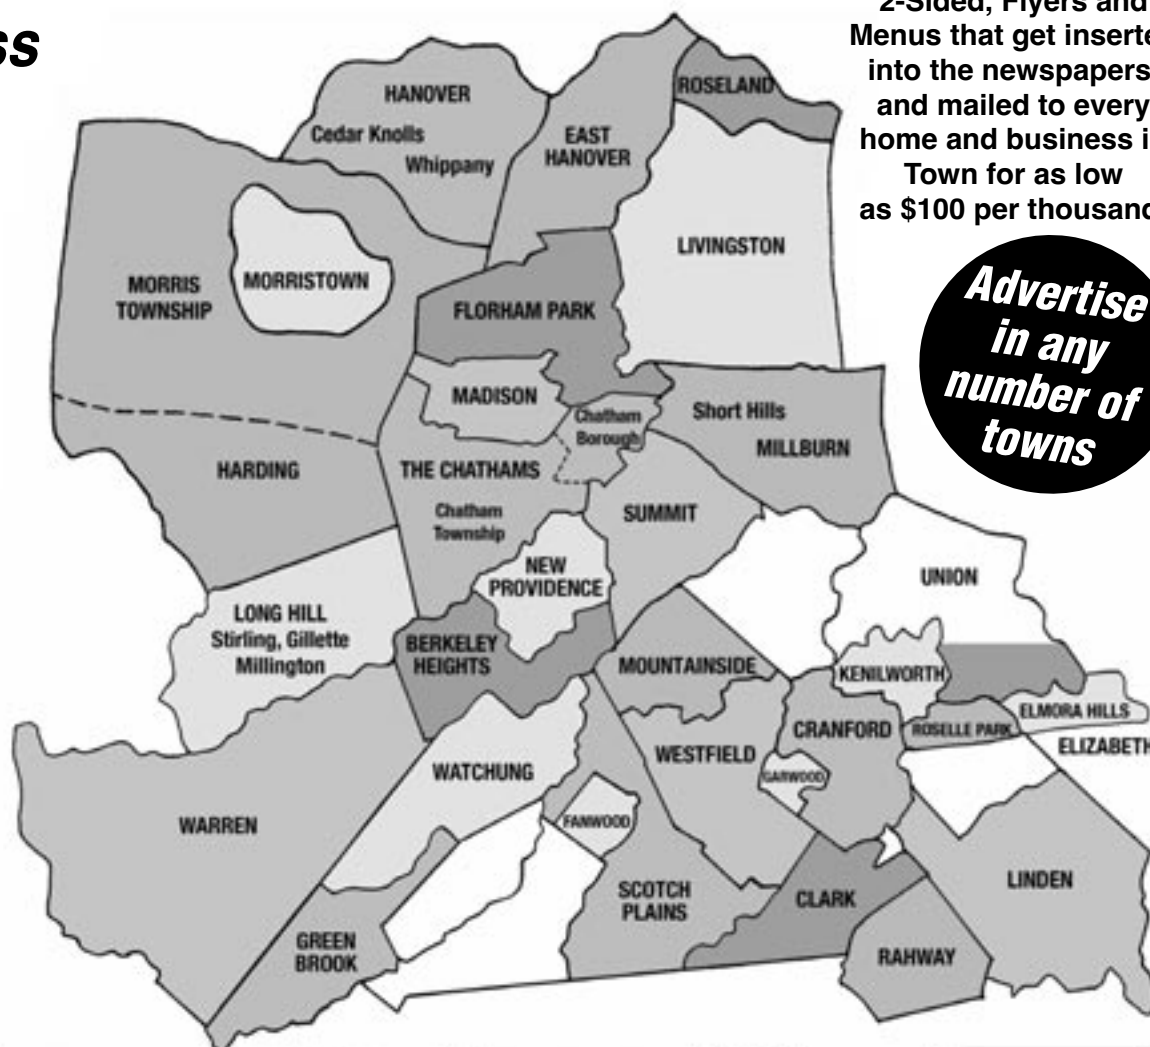 2-Sided, Flyers and
Menus that get inserte
into the newspapers
and mailed to every
home and business i
Town for as low
as $100 per thousand
ss
Advertise
in any
number of
towns
HANOVER
Cedar Knolls
Whippany
EAST
HANOVER
ROSELAND
LIVINGSTON
MORRIS
TOWNSHIP
MORRISTOWN
FLORHAM PARK
MADISON
Chatham
Borough
Short Hills
MILLBURN
HARDING
THE CHATHAMS
Chatham
Township
SUMMIT
NEW
PROVIDENCE
UNION
LONG HILL
Stirling, Gillette
Millington
BERKELEY
HEIGHTS
MOUNTAINSIDE
KENILWORTH
ELMORA HILLS
CRANFORD
ROSELLE PARK
ELIZABETH
WESTFIELD
GARWOOD
WATCHUNG
WARREN
FANWOOD
SCOTCH
PLAINS
CLARK
LINDEN
GREEN
BROOK
RAHWAY